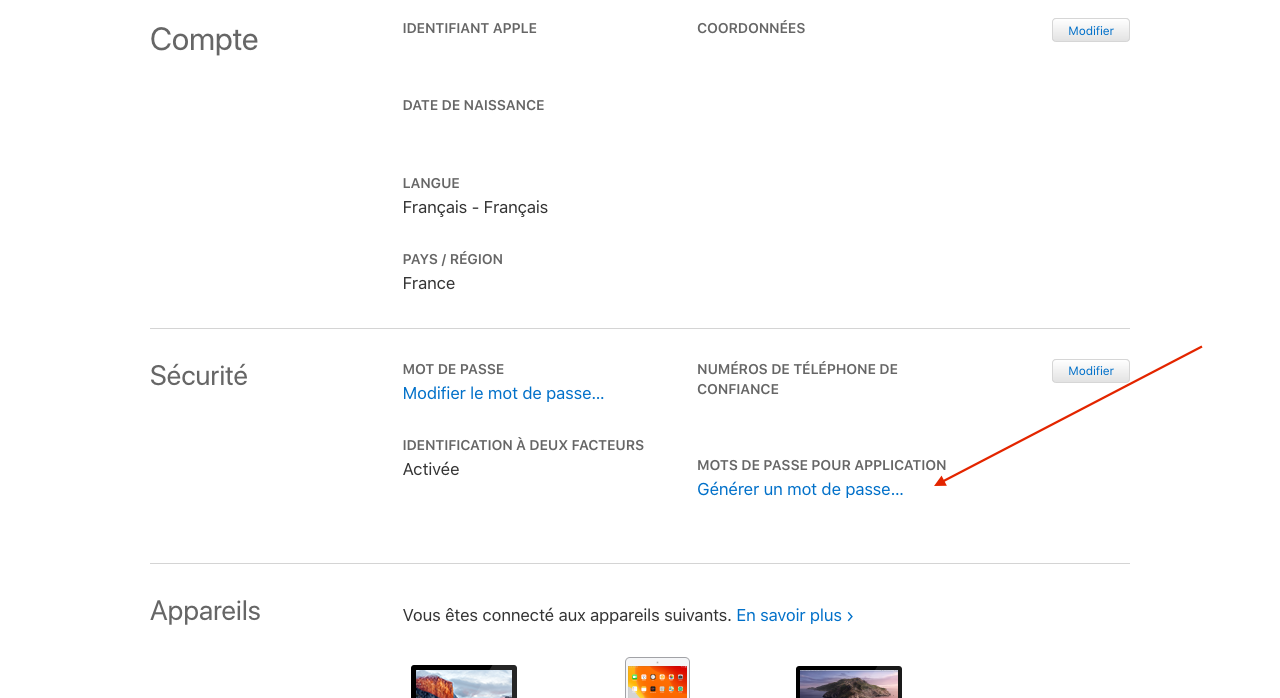 Compte
IDENTIFIANT APPLE
COORDONNÉES
Modifier
DATE DE NAISSANCE
LANGUE
Français - Français
PAYS / RÉGION
France
Sécurité
MOT DE PASSE
Modifier le mot de passe...
NUMÉROS DE TÉLÉPHONE DE
CONFIANCE
Modifier
IDENTIFICATION À DEUX FACTEURS
Activée
MOTS DE PASSE POUR APPLICATION
Générer un mot de passe...
Appareils
Vous êtes connecté aux appareils suivants. En savoir plus ›